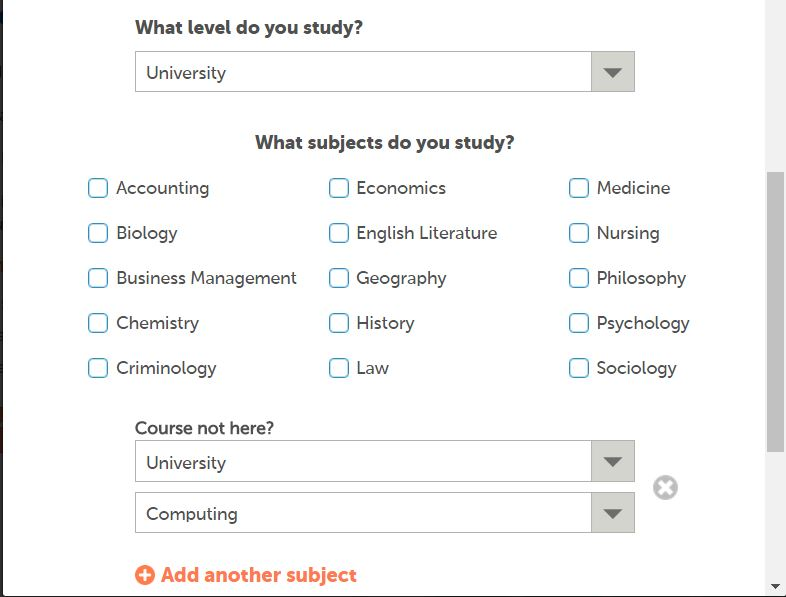 What level do you study?
University
What subjects do you study?
Accounting Economics Medicine
Biology English Literature Nursing
Business Management Geography Philosophy
Chemistry History Psychology
Criminology Law Sociology
Course not here?
University
Computing
Add another subject